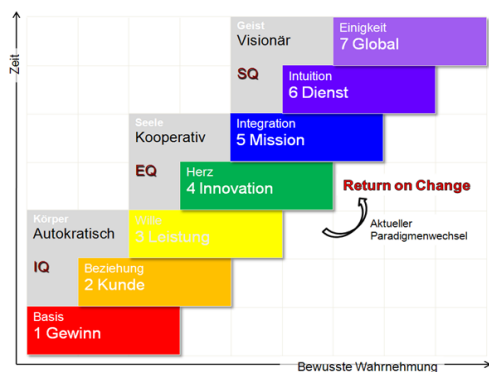 Zeit
Geist
Visionär
SQ
Einigkeit
7 Global
Intuition
6 Dienst
Seele
Kooperativ
EQ
Integration
5 Mission
Herz
4 Innovation
Return on Change
Aktueller
Paradigmenwechsel
Körper
Autokratisch
IQ
Wille
3 Leistung
Beziehung
2 Kunde
Basis
1 Gewinn
Bewusste Wahrnehmung